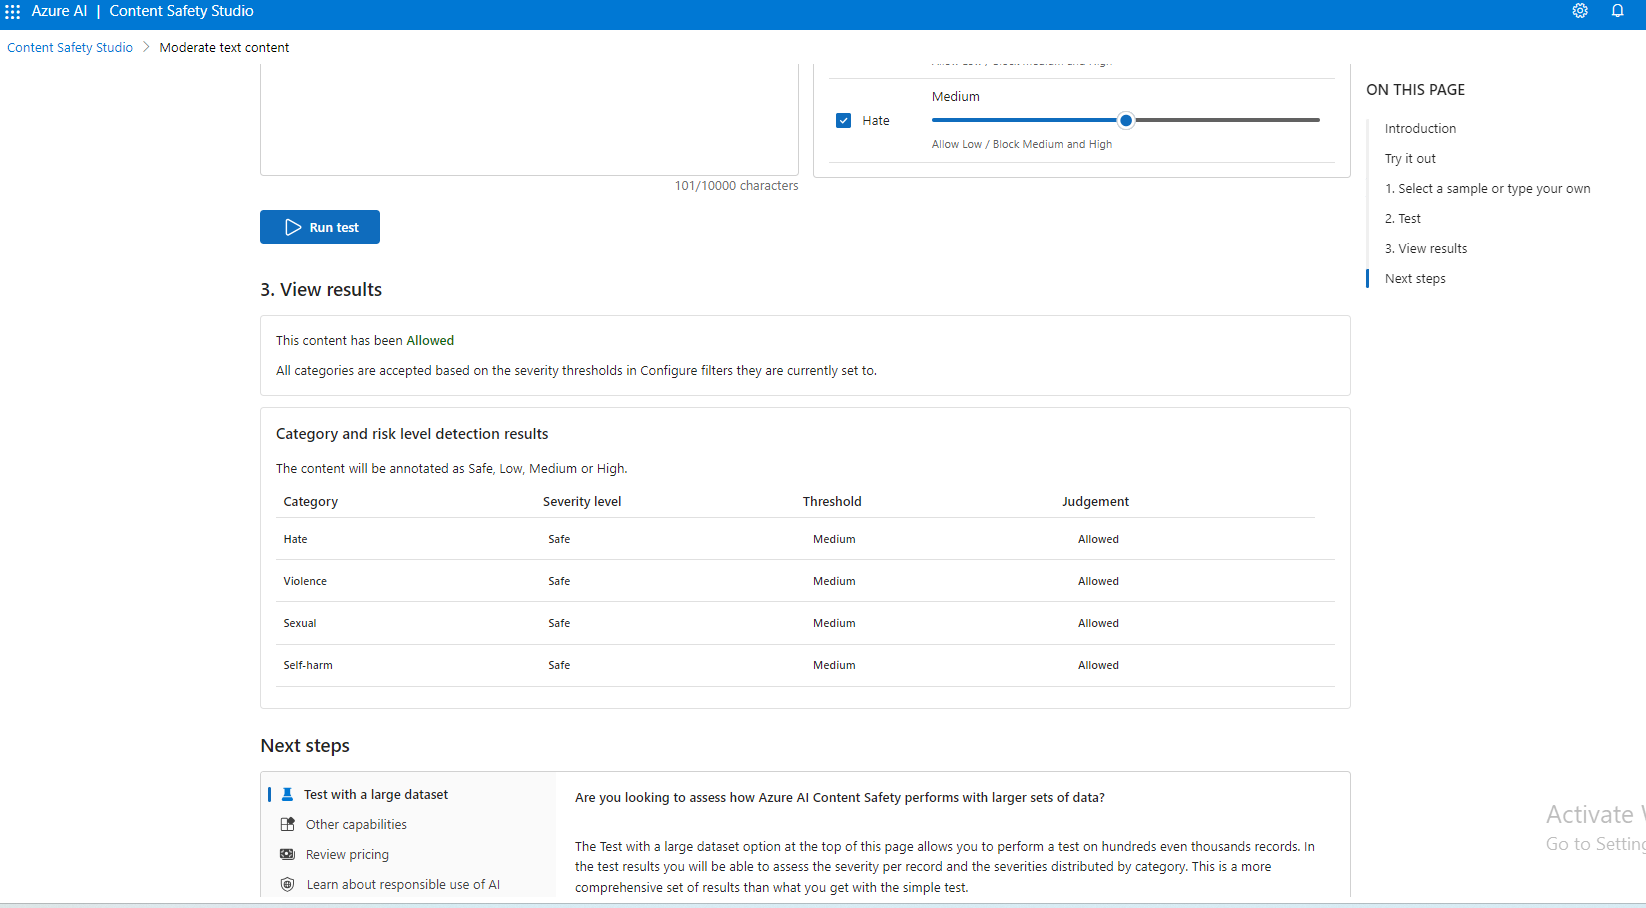 Azure AI | Content Safety Studio
Content Safety Studio > Moderate text content
Allow Low / Block Medium and High
Medium
Hate
Allow Low / Block Medium and High
101/10000 characters
Run test
3. View results
This content has been Allowed
All categories are accepted based on the severity thresholds in Configure filters they are currently set to.
Category and risk level detection results
The content will be annotated as Safe, Low, Medium or High.
Category Severity level Threshold Judgement
Hate Safe Medium Allowed
Violence Safe Medium Allowed
Sexual Safe Medium Allowed
Self-harm Safe Medium Allowed
Next steps
Test with a large dataset
Other capabilities
Review pricing
Learn about responsible use of AI
Are you looking to assess how Azure AI Content Safety performs with larger sets of data?
The Test with a large dataset option at the top of this page allows you to perform a test on hundreds even thousands records. In
the test results you will be able to assess the severity per record and the severities distributed by category. This is a more
comprehensive set of results than what you get with the simple test.
ON THIS PAGE
Introduction
Try it out
1. Select a sample or type your own
2. Test
3. View results
Next steps
Activate
Go to Setting